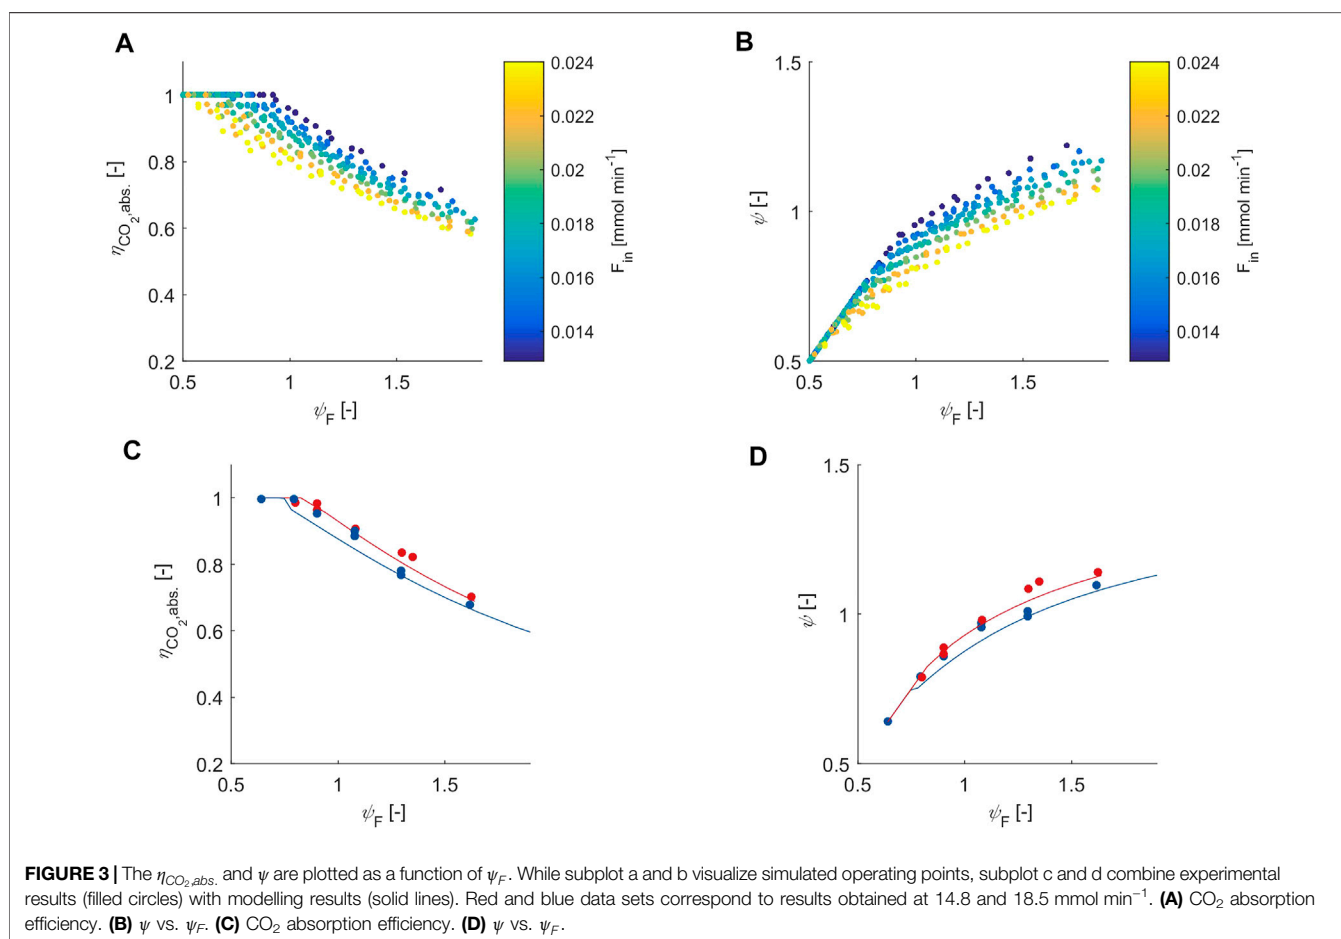 A
1
0.8
0.6
0.4
0.2
0.5
1
1.5
η_CO₂,abs. [-]
ψ_F [-]
0.024
0.022
0.02
0.018
0.016
0.014
F_in [mmol min⁻¹]
B
1.5
1
0.5
0.5
1
1.5
ψ [-]
ψ_F [-]
0.024
0.022
0.02
0.018
0.016
0.014
F_in [mmol min⁻¹]
C
1
0.8
0.6
0.4
0.2
0.5
1
1.5
η_CO₂,abs. [-]
ψ_F [-]
D
1.5
1
0.5
0.5
1
1.5
ψ [-]
ψ_F [-]
FIGURE 3 | The η_CO₂,abs. and ψ are plotted as a function of ψ_F. While subplot a and b visualize simulated operating points, subplot c and d combine experimental
results (filled circles) with modelling results (solid lines). Red and blue data sets correspond to results obtained at 14.8 and 18.5 mmol min⁻¹. (A) CO₂ absorption
efficiency. (B) ψ vs. ψ_F. (C) CO₂ absorption efficiency. (D) ψ vs. ψ_F.